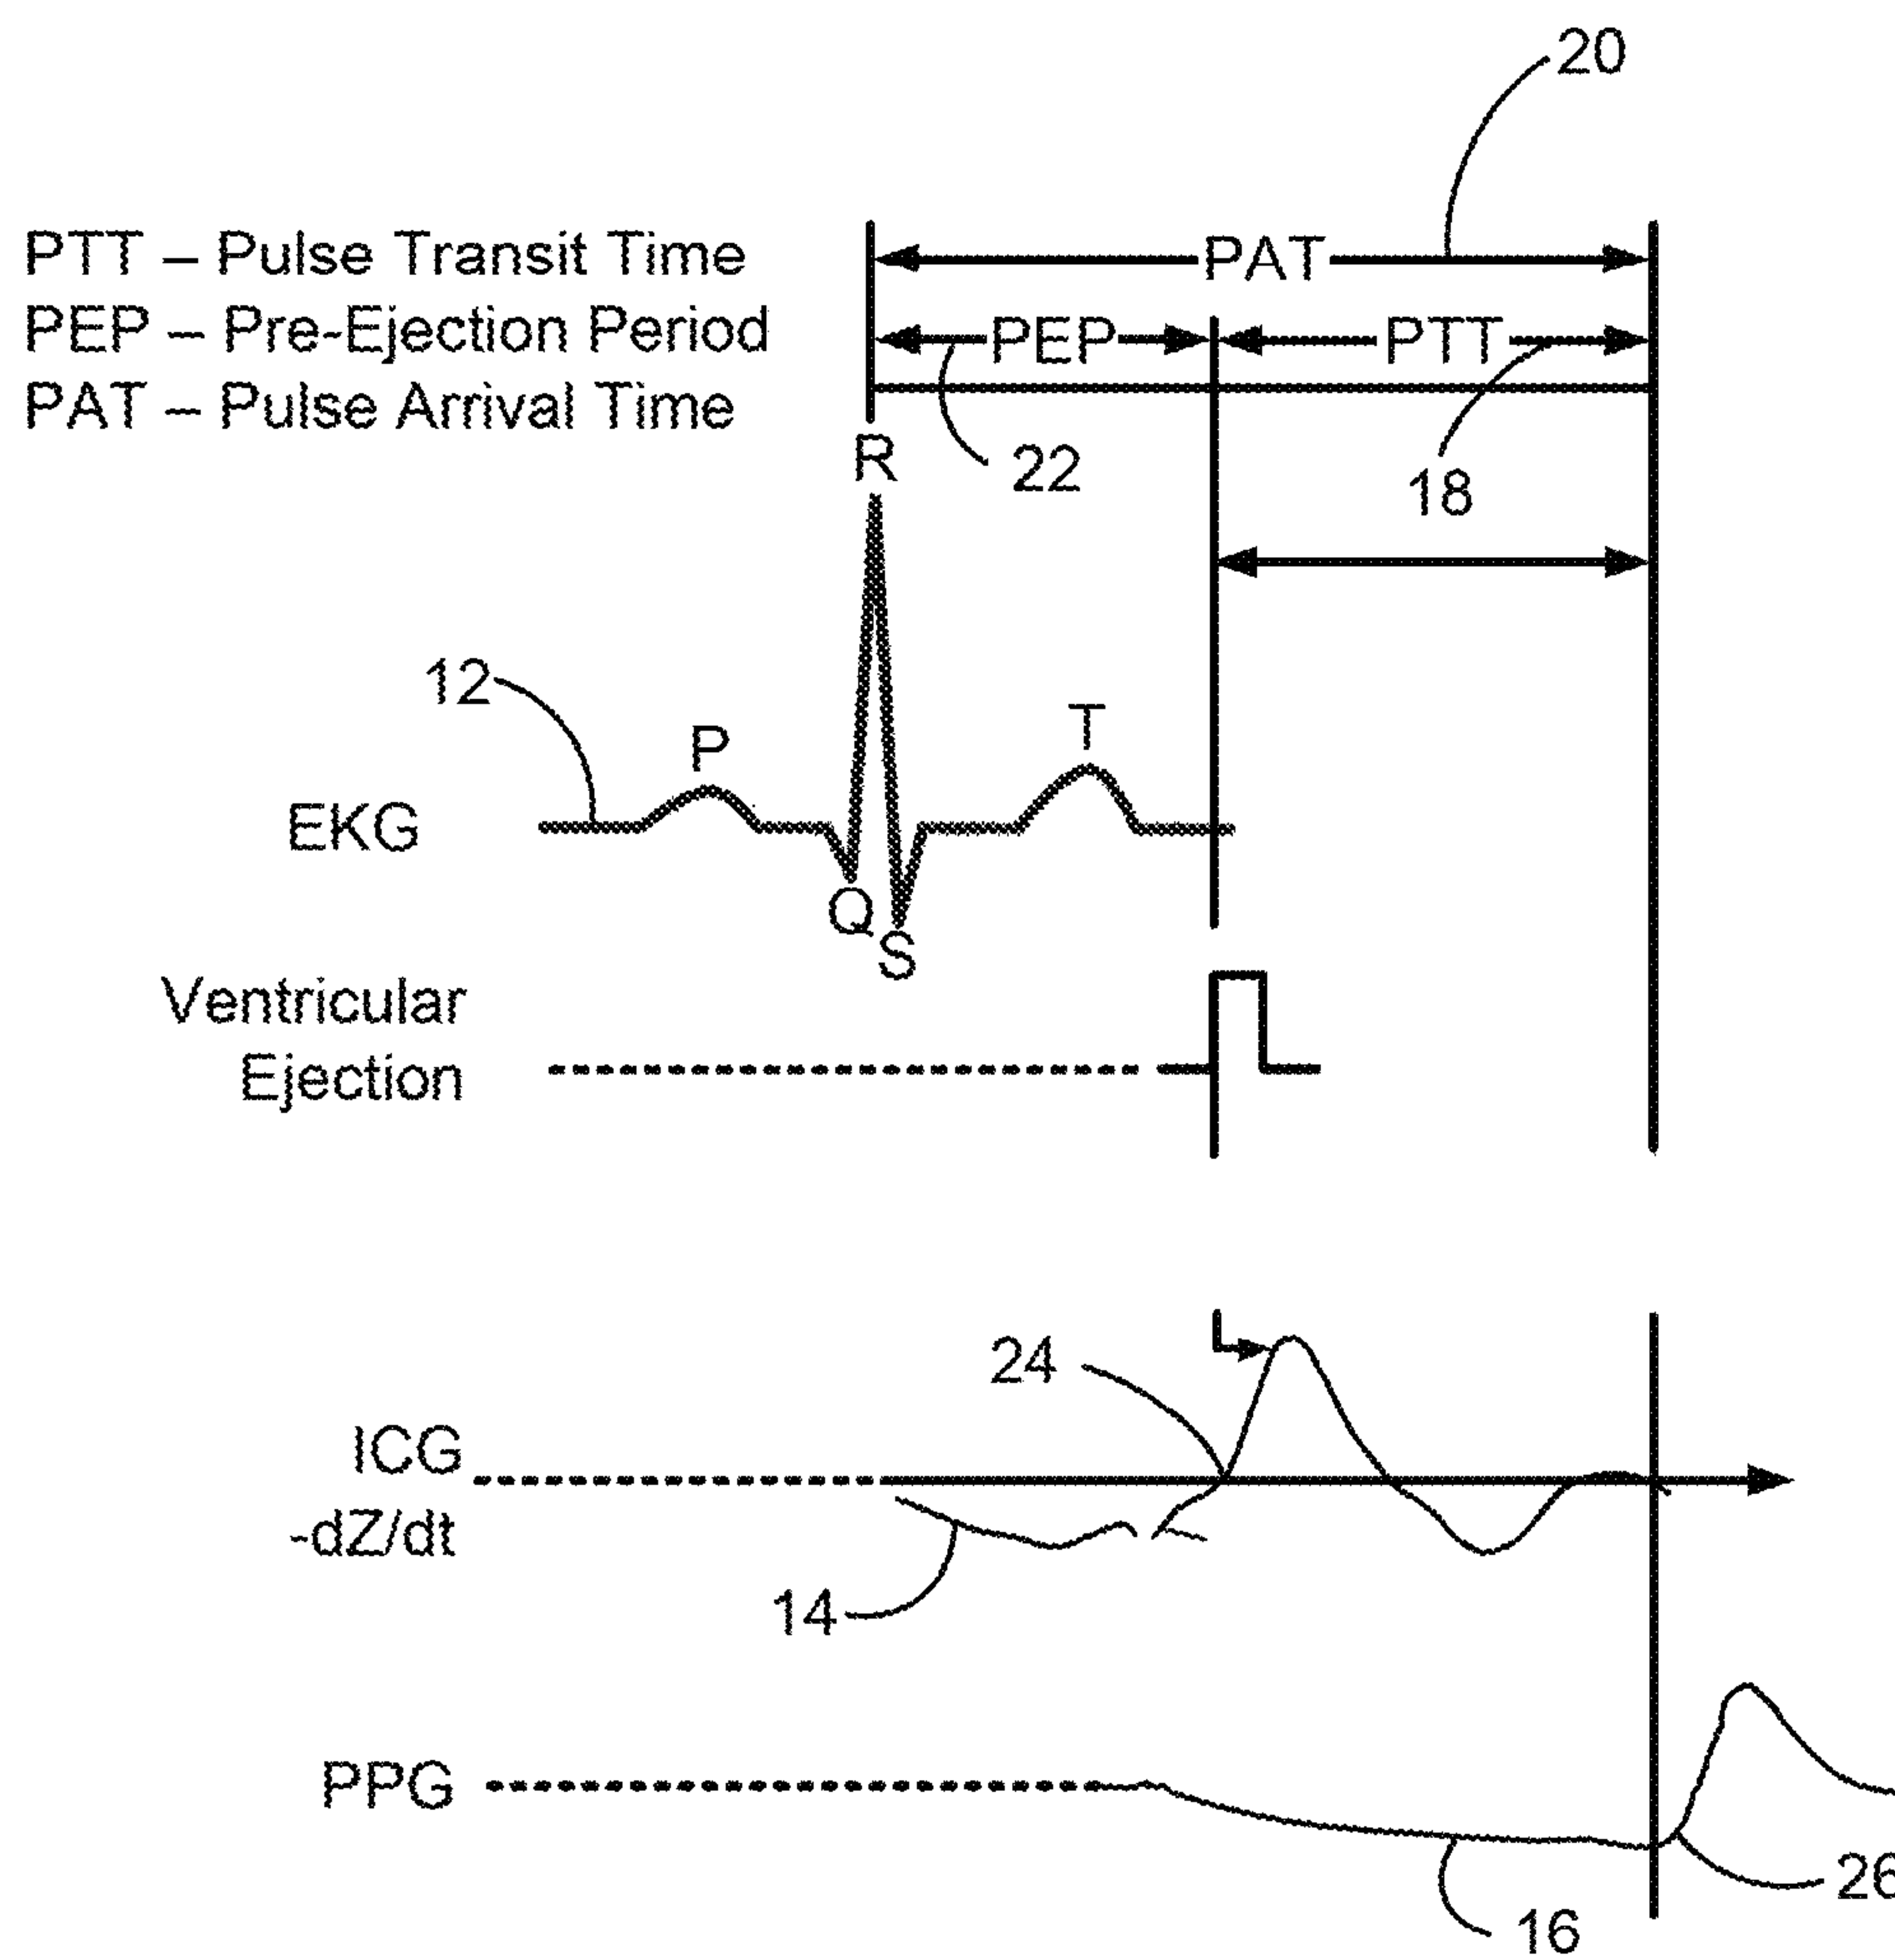 20
PTT – Pulse Transit Time
PAT
PEP – Pre-Ejection Period
PEP
PTT
PAT – Pulse Arrival Time
R
22
18
12
P
T
EKG
Q
S
Ventricular
Ejection
24
ICG
-dZ/dt
14
PPG
26
16